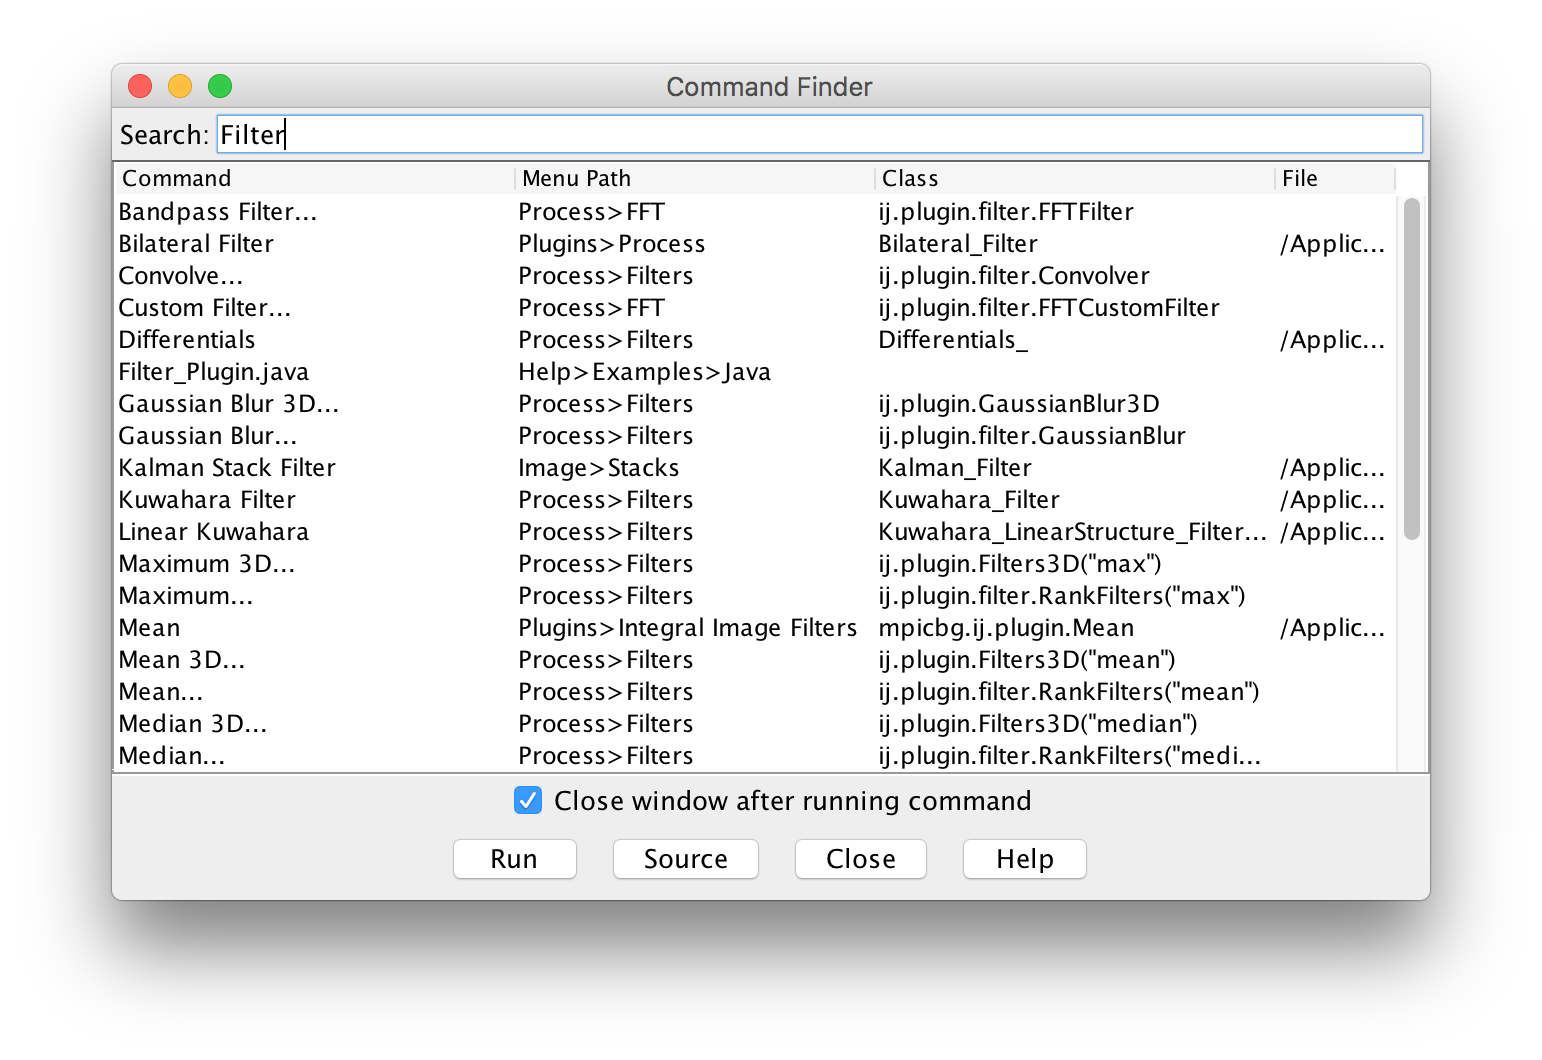 Command Finder
Search: Filter
Command Menu Path Class File
Bandpass Filter... Process>FFT ij.plugin.filter.FFTFilter
Bilateral Filter Plugins>Process Bilateral_Filter /Applic...
Convolve... Process>Filters ij.plugin.filter.Convolver
Custom Filter... Process>FFT ij.plugin.filter.FFTCustomFilter
Differentials Process>Filters Differentials_ /Applic...
Filter_Plugin.java Help>Examples>Java
Gaussian Blur 3D... Process>Filters ij.plugin.GaussianBlur3D
Gaussian Blur... Process>Filters ij.plugin.filter.GaussianBlur
Kalman Stack Filter Image>Stacks Kalman_Filter /Applic...
Kuwahara Filter Process>Filters Kuwahara_Filter /Applic...
Linear Kuwahara Process>Filters Kuwahara_LinearStructure_Filter... /Applic...
Maximum 3D... Process>Filters ij.plugin.Filters3D("max")
Maximum... Process>Filters ij.plugin.filter.RankFilters("max")
Mean Plugins>Integral Image Filters mpicbg.ij.plugin.Mean /Applic...
Mean 3D... Process>Filters ij.plugin.Filters3D("mean")
Mean... Process>Filters ij.plugin.filter.RankFilters("mean")
Median 3D... Process>Filters ij.plugin.Filters3D("median")
Median... Process>Filters ij.plugin.filter.RankFilters("medi...
Close window after running command
Run Source Close Help